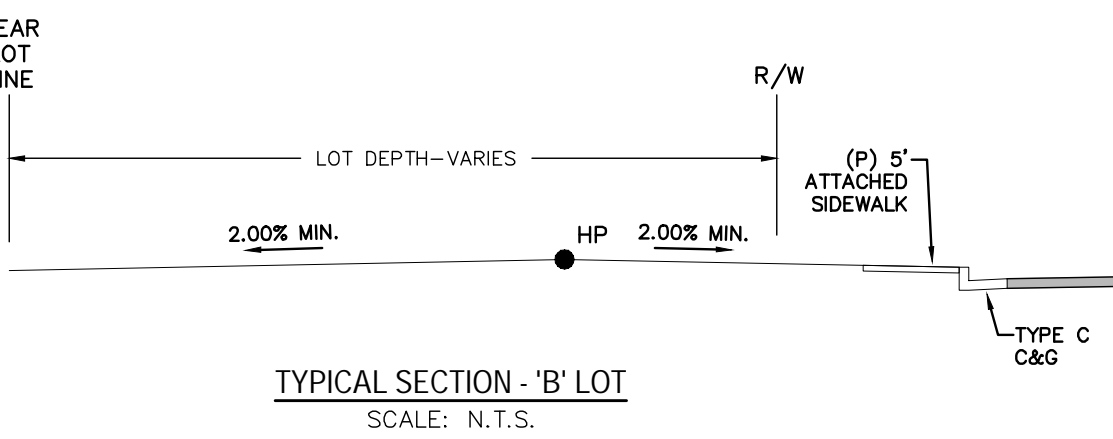 EAR
OT
INE
R/W
LOT DEPTH-VARIES
(P) 5'
ATTACHED
SIDEWALK
2.00% MIN.
HP
2.00% MIN.
TYPE C
C&G
TYPICAL SECTION - 'B' LOT
SCALE: N.T.S.